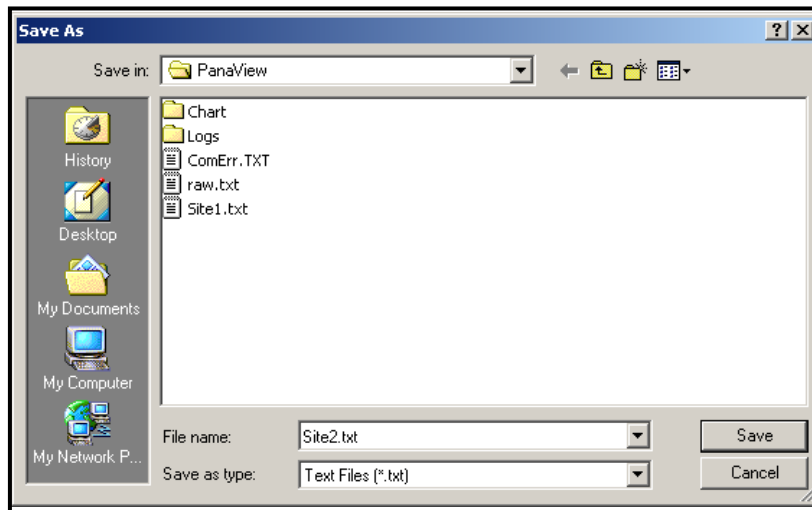 Save As
Save in: PanaView
History
Desktop
My Documents
My Computer
My Network P...
Chart
Logs
ComErr.TXT
raw.txt
Site1.txt
File name: Site2.txt
Save
Save as type: Text Files (*.txt)
Cancel